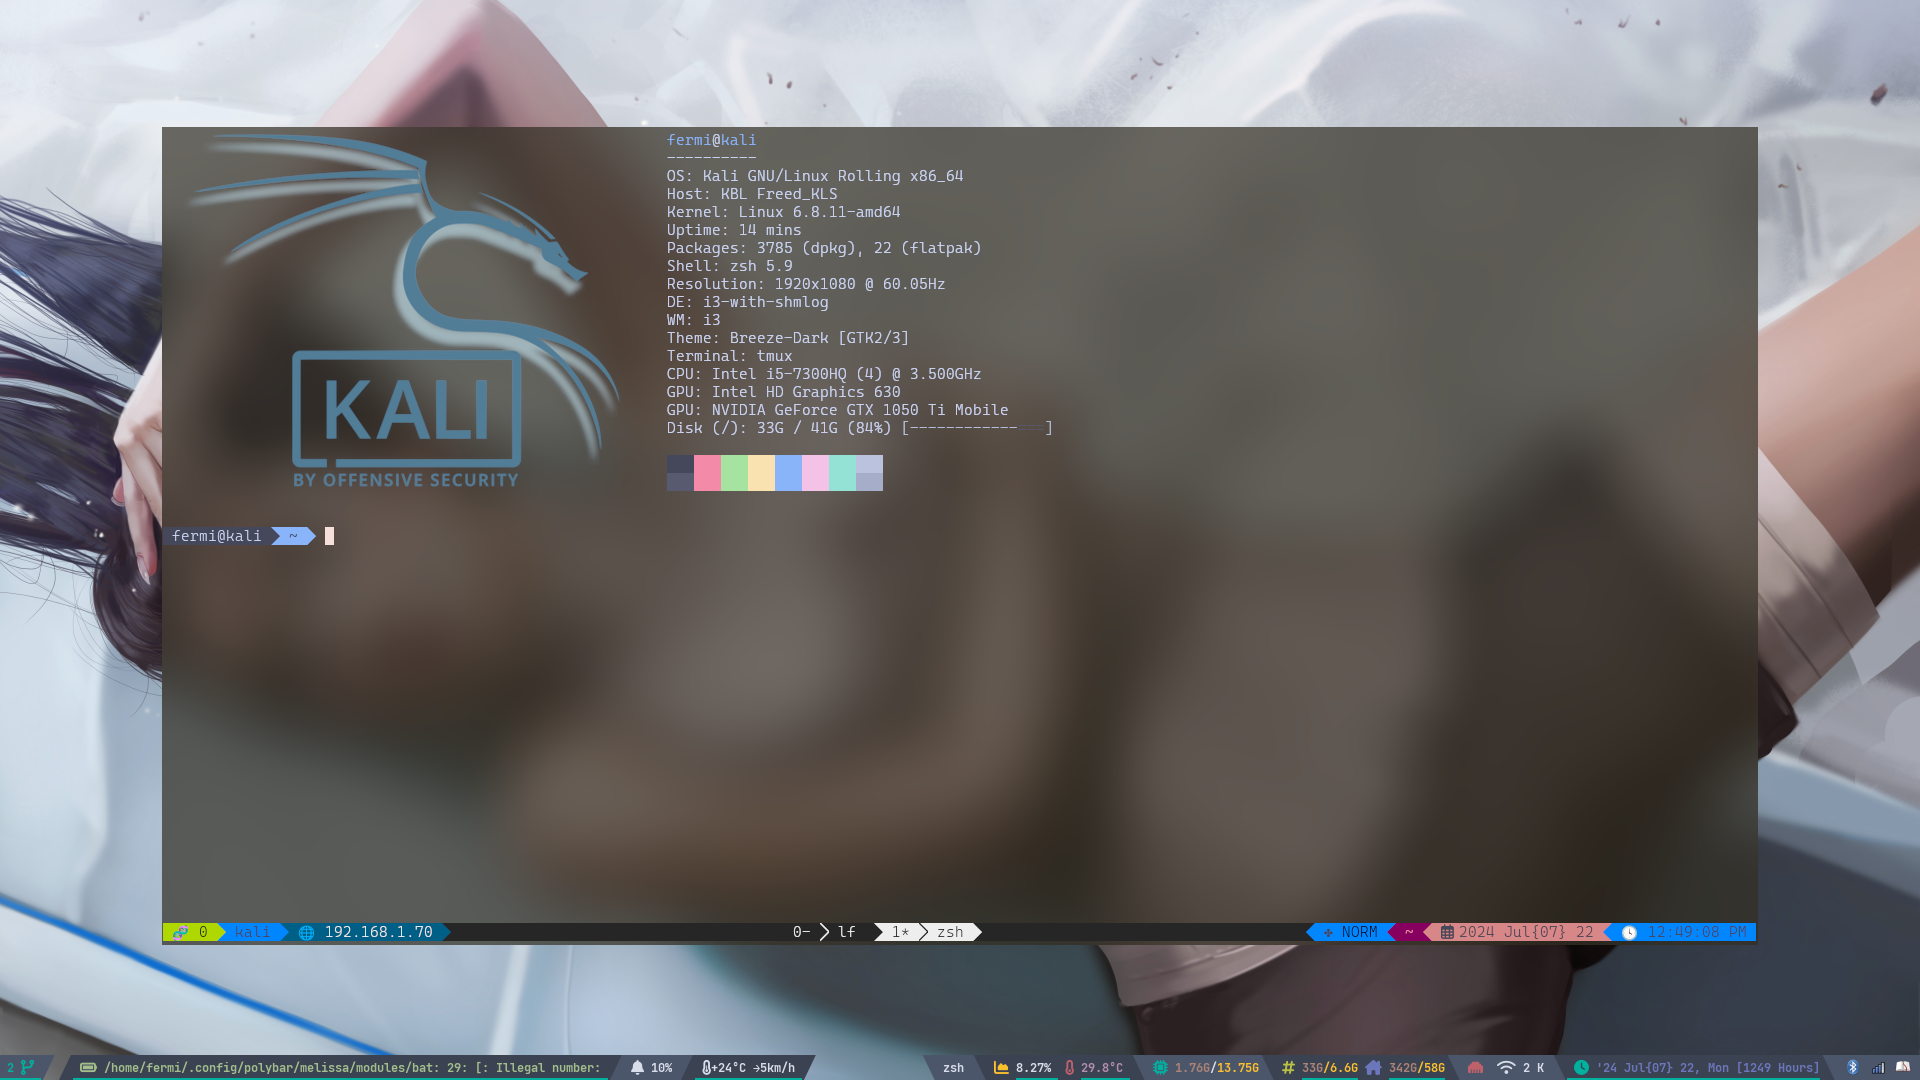 KALI
BY OFFENSIVE SECURITY
fermi@kali
----------
OS: Kali GNU/Linux Rolling x86_64
Host: KBL Freed_KLS
Kernel: Linux 6.8.11-amd64
Uptime: 14 mins
Packages: 3785 (dpkg), 22 (flatpak)
Shell: zsh 5.9
Resolution: 1920x1080 @ 60.05Hz
DE: i3-with-shmlog
WM: i3
Theme: Breeze-Dark [GTK2/3]
Terminal: tmux
CPU: Intel i5-7300HQ (4) @ 3.500GHz
GPU: Intel HD Graphics 630
GPU: NVIDIA GeForce GTX 1050 Ti Mobile
Disk (/): 33G / 41G (84%) [---------------]
fermi@kali ~
0 kali 192.168.1.70 0- lf 1* zsh NORM ~ 2024 Jul{07} 22 12:49:08 PM
2 /home/fermi/.config/polybar/melissa/modules/bat: 29: [: Illegal number: 10% +24°C →5km/h zsh 8.27% 29.8°C 1.76G/13.75G 33G/6.6G 342G/58G 2 K '24 Jul{07} 22, Mon [1249 Hours]